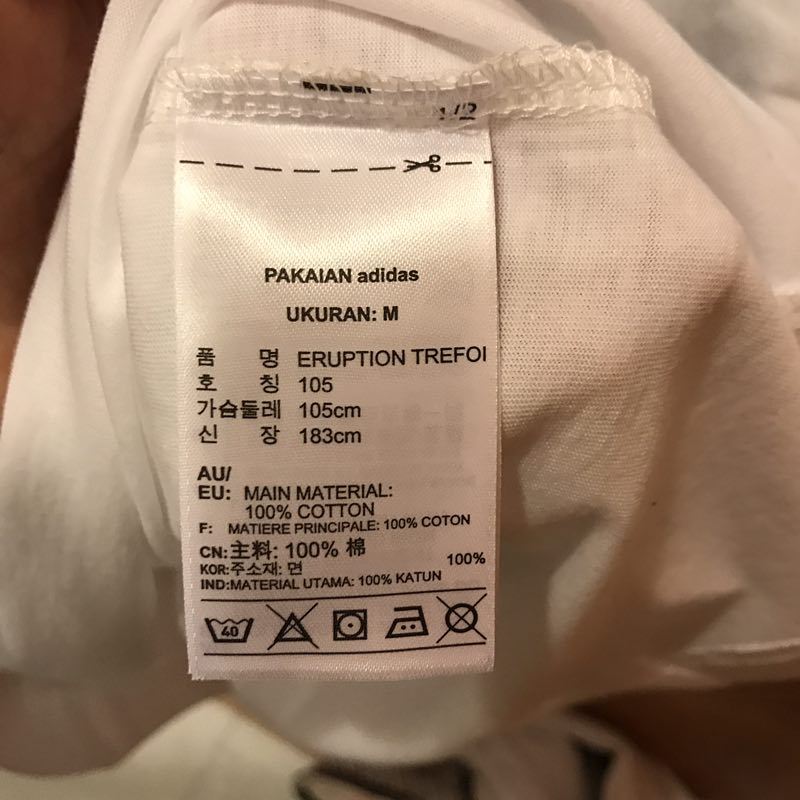 1/2
PAKAIAN adidas
UKURAN: M
품 명 ERUPTION TREFOI
호 칭 105
가슴둘레 105cm
신 장 183cm
AU/
EU: MAIN MATERIAL:
100% COTTON
F: MATIERE PRINCIPALE: 100% COTON
CN:主料: 100% 棉
KOR:주소재: 면 100%
IND:MATERIAL UTAMA: 100% KATUN
40